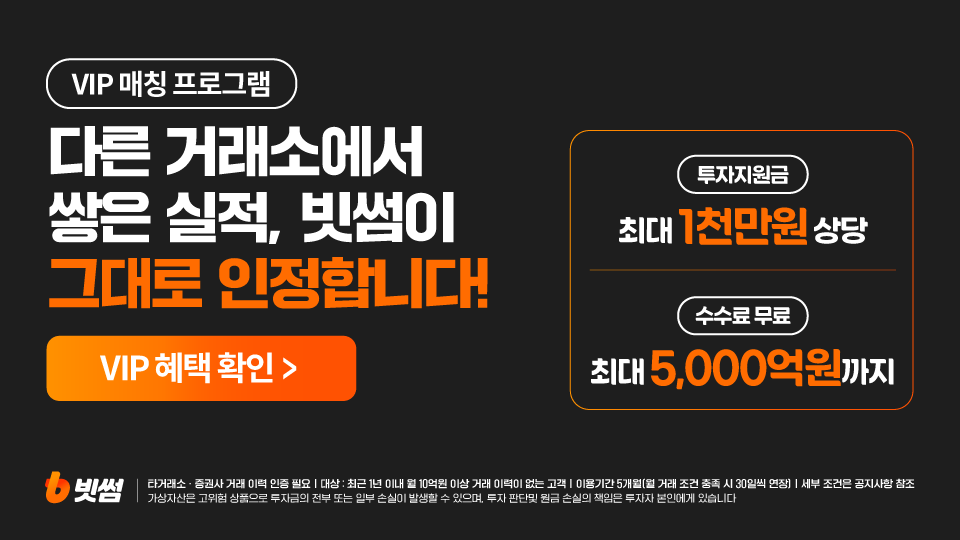 VIP 매칭 프로그램
다른 거래소에서
쌓은 실적, 빗썸이
그대로 인정합니다!
VIP 혜택 확인 >
투자지원금
최대 1천만원 상당
수수료 무료
최대 5,000억원까지
빗썸
타거래소 · 증권사 거래 이력 인증 필요 | 대상 : 최근 1년 이내 월 10억원 이상 거래 이력이 없는 고객 | 이용기간 5개월(월 거래 조건 충족 시 30일씩 연장) | 세부 조건은 공지사항 참조
가상자산은 고위험 상품으로 투자금의 전부 또는 일부 손실이 발생할 수 있으며, 투자 판단및 원금 손실의 책임은 투자자 본인에게 있습니다